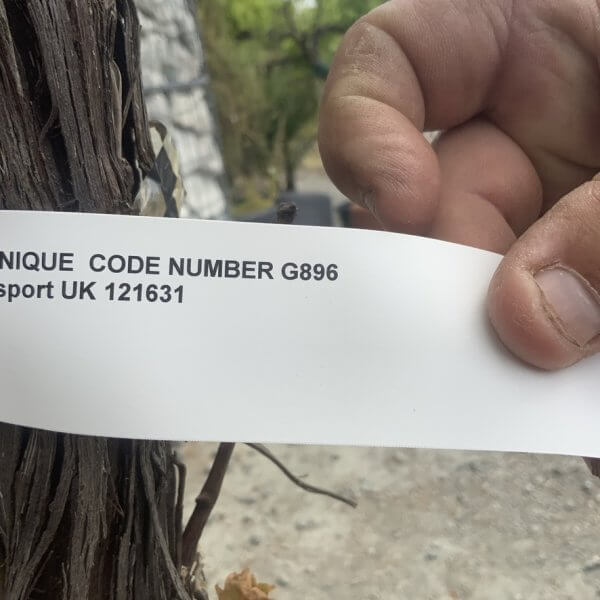 NIQUE CODE NUMBER G896
sport UK 121631